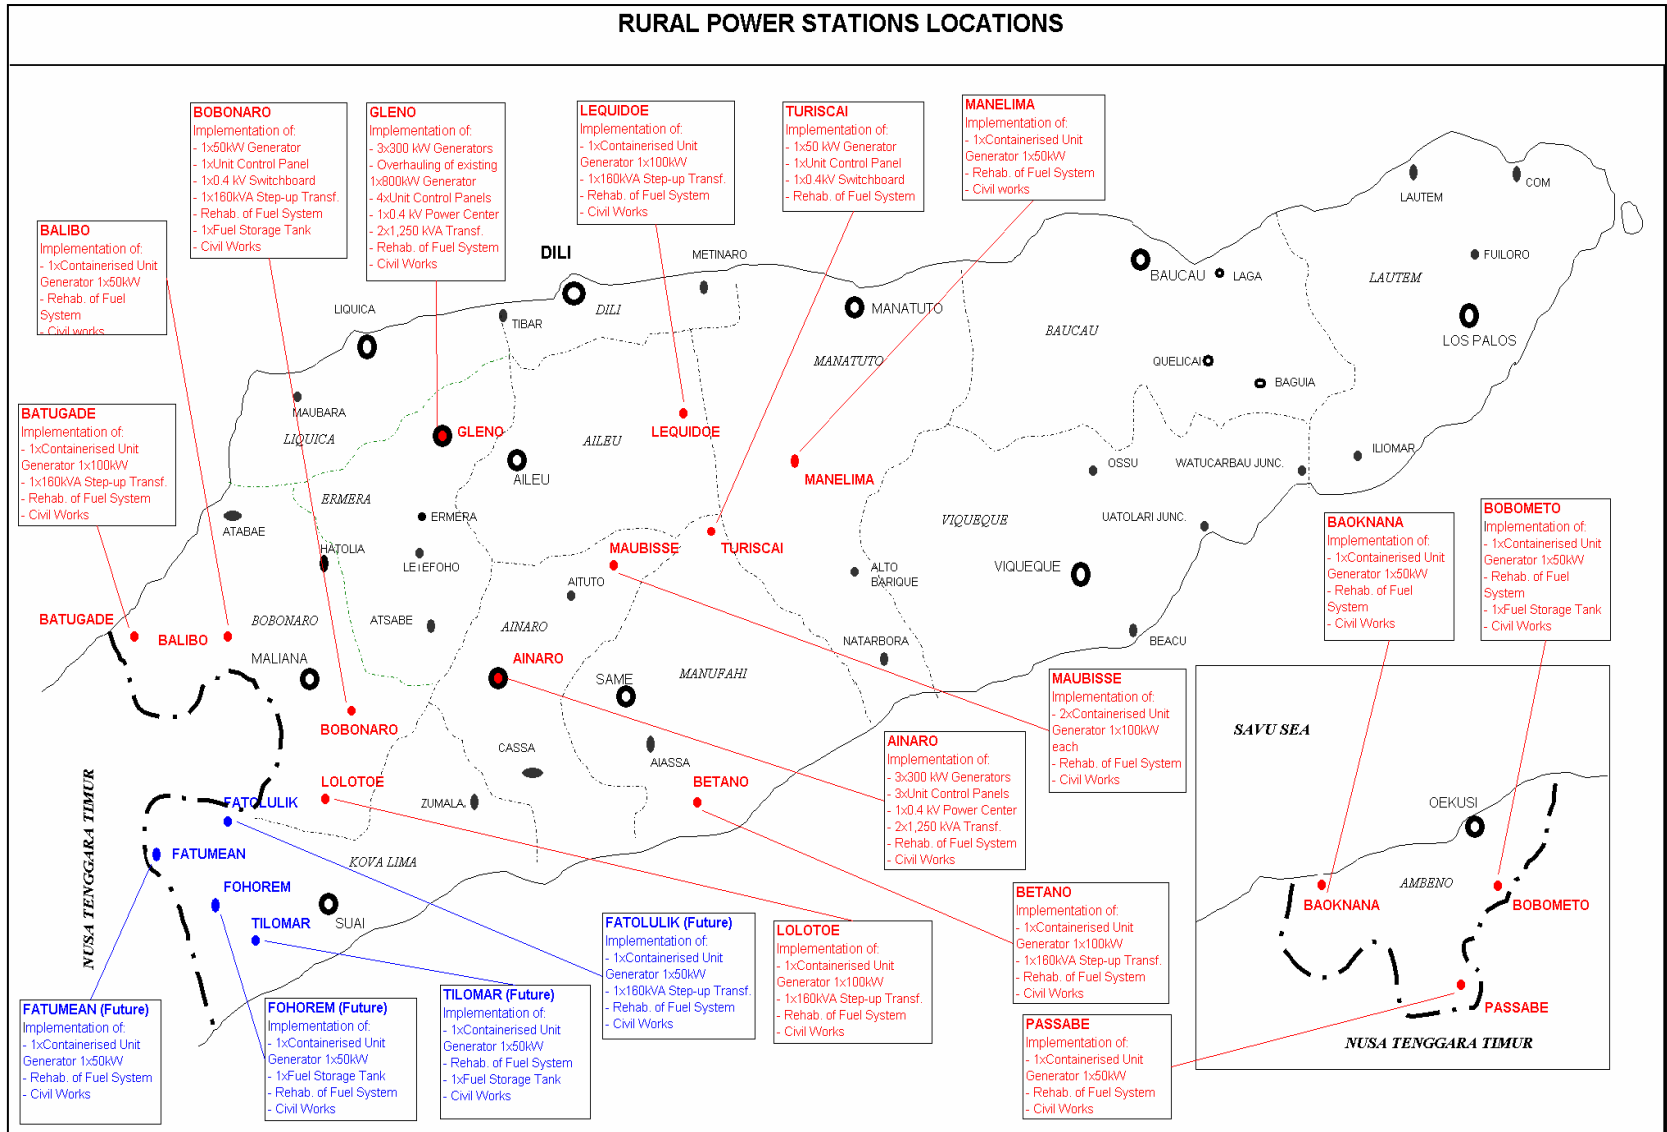 RURAL POWER STATIONS LOCATIONS
BOBONARO
Implementation of:
- 1x50kW Generator
- 1xUnit Control Panel
- 1x0.4 kV Switchboard
- 1x160kVA Step-up Transf.
- Rehab. of Fuel System
- 1xFuel Storage Tank
- Civil Works
GLENO
Implementation of:
- 3x300 kW Generators
- Overhauling of existing
1x800kW Generator
- 4xUnit Control Panels
- 1x0.4 kV Power Center
- 2x1,250 kVA Transf.
- Rehab. of Fuel System
- Civil Works
LEQUIDOE
Implementation of:
- 1xContainerised Unit
Generator 1x100kW
- 1x160kVA Step-up Transf.
- Rehab. of Fuel System
- Civil Works
TURISCAI
Implementation of:
- 1x50 kW Generator
- 1xUnit Control Panel
- 1x0.4kV Switchboard
- Rehab. of Fuel System
MANELIMA
Implementation of:
- 1xContainerised Unit
Generator 1x50kW
- Rehab. of Fuel System
- Civil works
BALIBO
Implementation of:
- 1xContainerised Unit
Generator 1x50kW
- Rehab. of Fuel
System
- Civil works
BATUGADE
Implementation of:
- 1xContainerised Unit
Generator 1x100kW
- 1x160kVA Step-up Transf.
- Rehab. of Fuel System
- Civil Works
LAUTEM
COM
DILI
METINARO
BAUCAU
LAGA
LAUTEM
FUILORO
LIQUICA
TIBAR
DILI
MANATUTO
BAUCAU
LOS PALOS
MANATUTO
QUELICAI
BAGUIA
MAUBARA
LIQUICA
GLENO
AILEU
LEQUIDOE
AILEU
MANELIMA
OSSU
WATUCARBAU JUNC.
ILIOMAR
ERMERA
ATABAE
ERMERA
VIQUEQUE
UATOLARI JUNC.
HATOLIA
LETEFOHO
MAUBISSE
TURISCAI
AITUTO
ALTO
BARIQUE
VIQUEQUE
BATUGADE
BALIBO
BOBONARO
ATSABE
AINARO
NATARBORA
BEACU
MALIANA
AINARO
SAME
MANUFAHI
BOBONARO
CASSA
AIASSA
LOLOTOE
ZUMALA
BETANO
NUSA TENGGARA TIMUR
FATOLULIK
FATUMEAN
KOVA LIMA
FOHOREM
TILOMAR
SUAI
BAOKNANA
Implementation of:
- 1xContainerised Unit
Generator 1x50kW
- Rehab. of Fuel
System
- Civil Works
BOBOMETO
Implementation of:
- 1xContainerised Unit
Generator 1x50kW
- Rehab. of Fuel
System
- 1xFuel Storage Tank
- Civil Works
MAUBISSE
Implementation of:
- 2xContainerised Unit
Generator 1x100kW
each
- Rehab. of Fuel System
- Civil Works
AINARO
Implementation of:
- 3x300 kW Generators
- 3xUnit Control Panels
- 1x0.4 kV Power Center
- 2x1,250 kVA Transf.
- Rehab. of Fuel System
- Civil Works
SAVU SEA
OEKUSI
AMBENO
BAOKNANA
BOBOMETO
PASSABE
NUSA TENGGARA TIMUR
BETANO
Implementation of:
- 1xContainerised Unit
Generator 1x100kW
- 1x160kVA Step-up Transf.
- Rehab. of Fuel System
- Civil Works
FATOLULIK (Future)
Implementation of:
- 1xContainerised Unit
Generator 1x50kW
- 1x160kVA Step-up Transf.
- Rehab. of Fuel System
- Civil Works
LOLOTOE
Implementation of:
- 1xContainerised Unit
Generator 1x100kW
- 1x160kVA Step-up Transf.
- Rehab. of Fuel System
- Civil Works
FATUMEAN (Future)
Implementation of:
- 1xContainerised Unit
Generator 1x50kW
- Rehab. of Fuel System
- Civil Works
FOHOREM (Future)
Implementation of:
- 1xContainerised Unit
Generator 1x50kW
- 1xFuel Storage Tank
- Rehab. of Fuel System
- Civil Works
TILOMAR (Future)
Implementation of:
- 1xContainerised Unit
Generator 1x50kW
- Rehab. of Fuel System
- 1xFuel Storage Tank
- Civil Works
PASSABE
Implementation of:
- 1xContainerised Unit
Generator 1x50kW
- Rehab. of Fuel System
- Civil Works